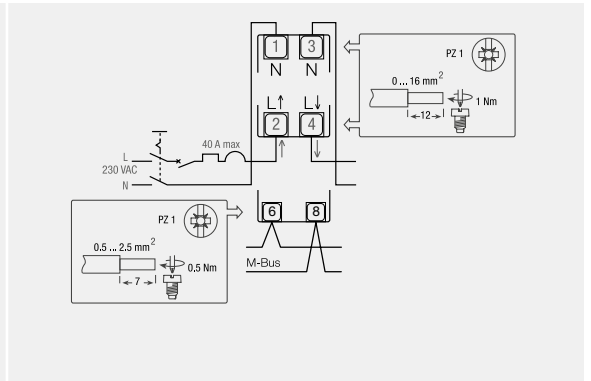 1 3
N N
L↑ L↓
2 4
PZ 1
0 ... 16 mm²
1 Nm
12
40 A max
L
230 VAC
N
6 8
M-Bus
PZ 1
0.5 ... 2.5 mm²
0.5 Nm
7